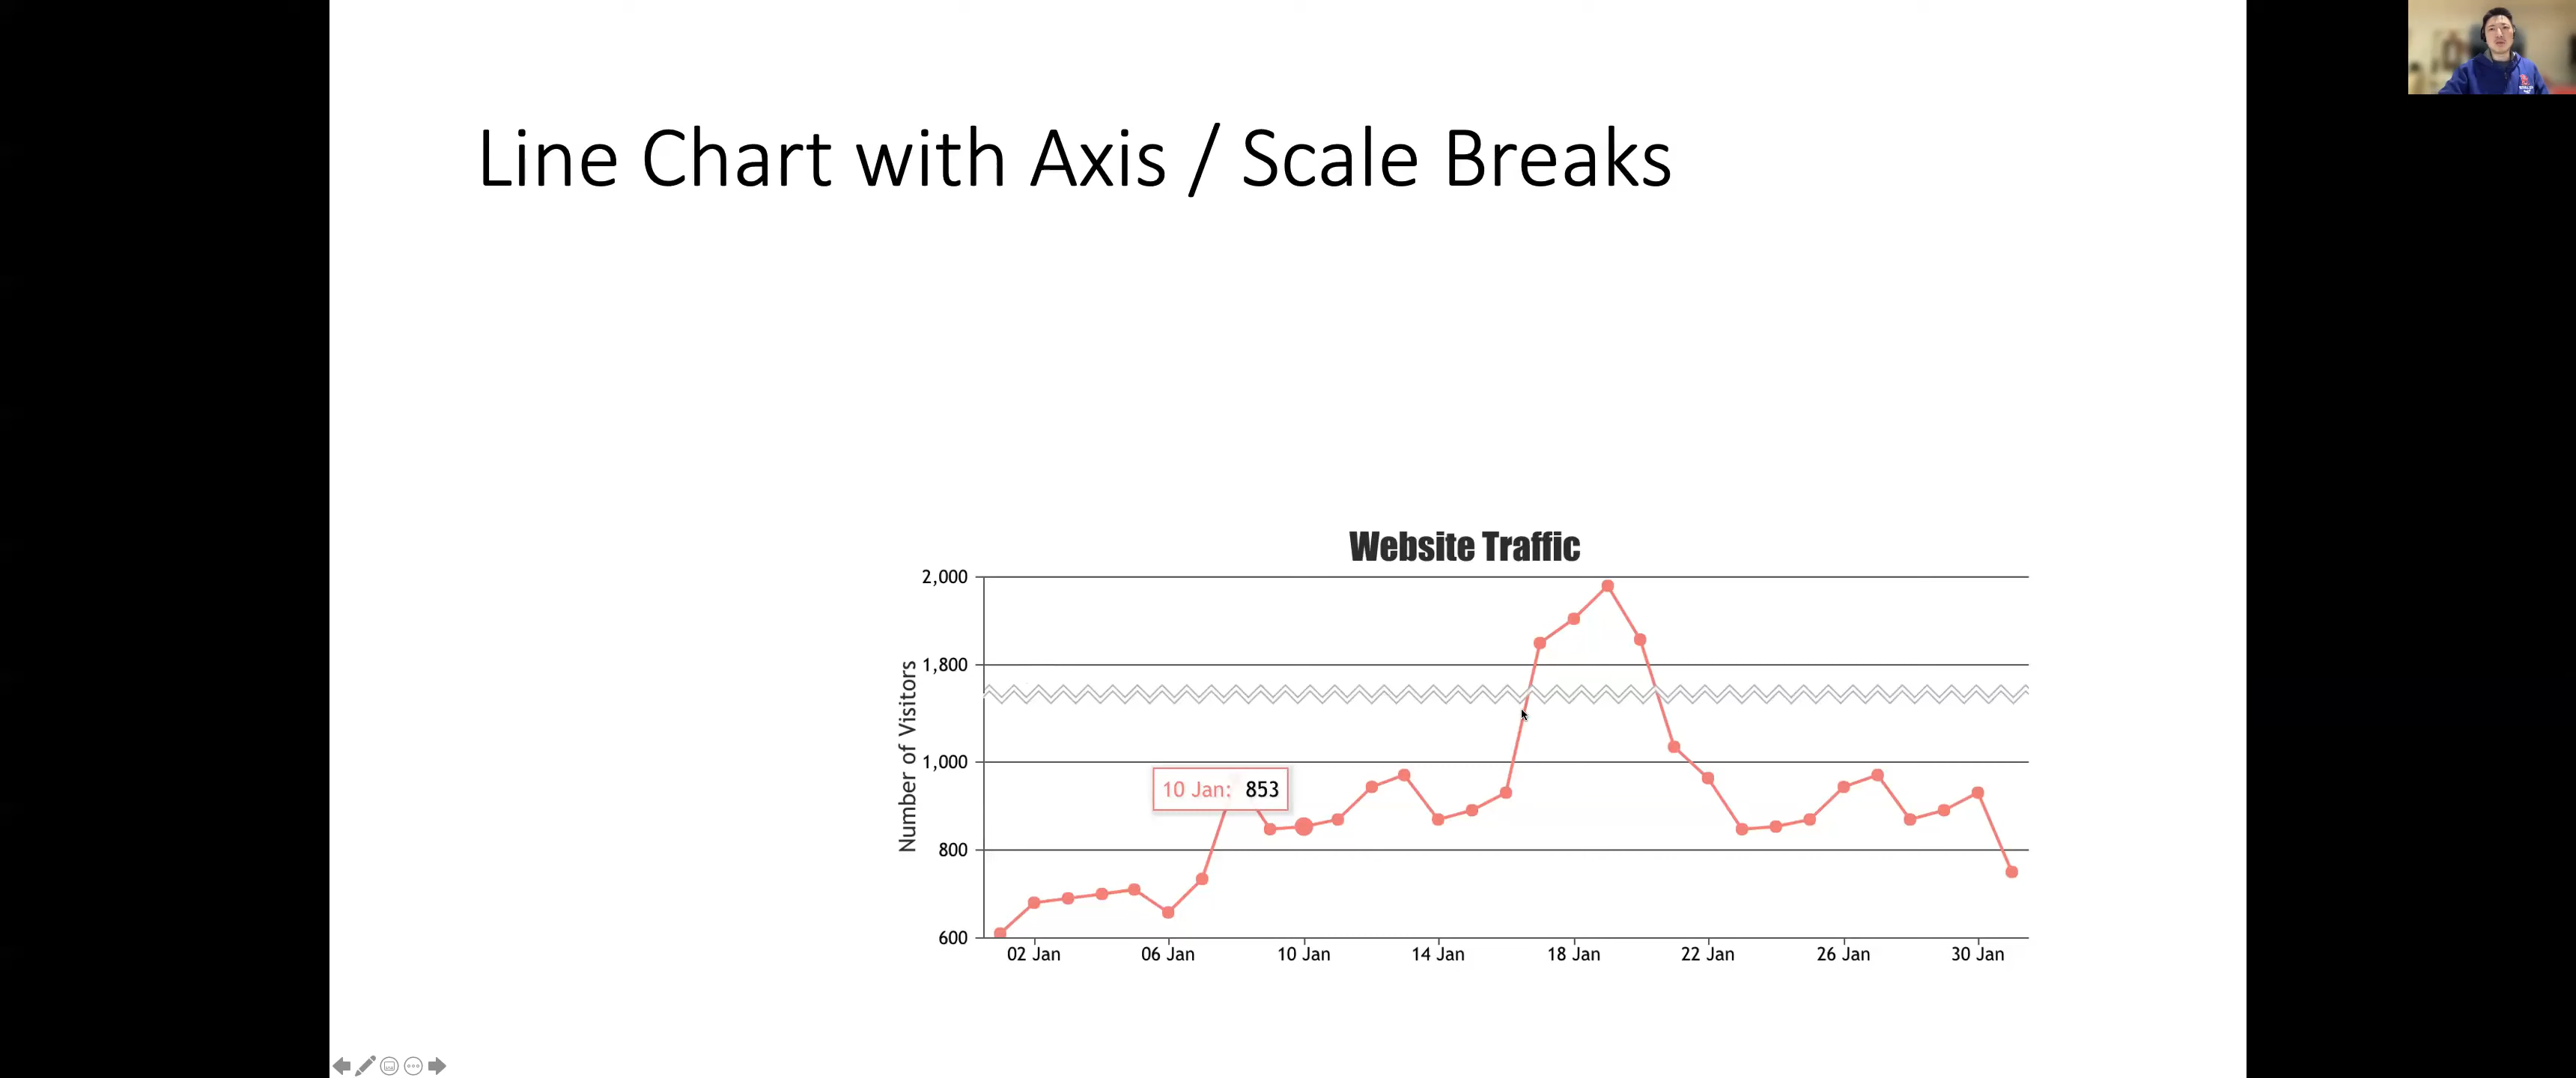 Line Chart with Axis / Scale Breaks
Website Traffic
Number of Visitors
2,000
1,800
1,000
800
600
10 Jan: 853
02 Jan 06 Jan 10 Jan 14 Jan 18 Jan 22 Jan 26 Jan 30 Jan